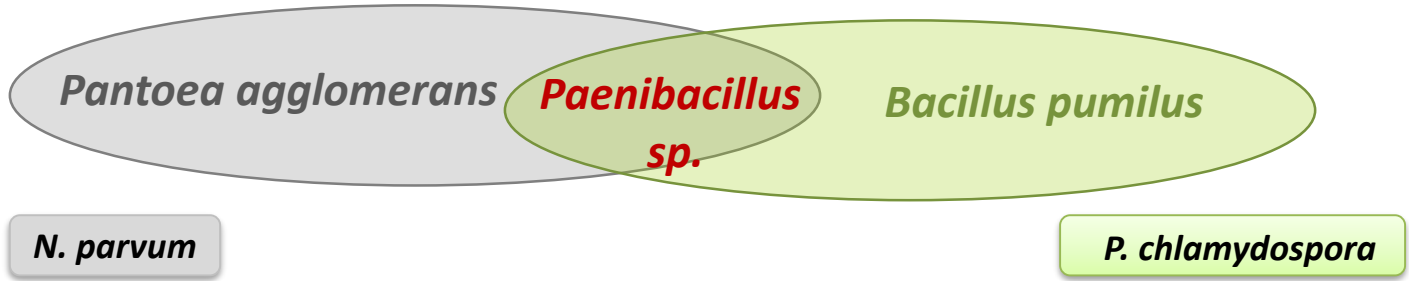 Pantoea agglomerans
Paenibacillus
sp.
Bacillus pumilus
N. parvum
P. chlamydospora